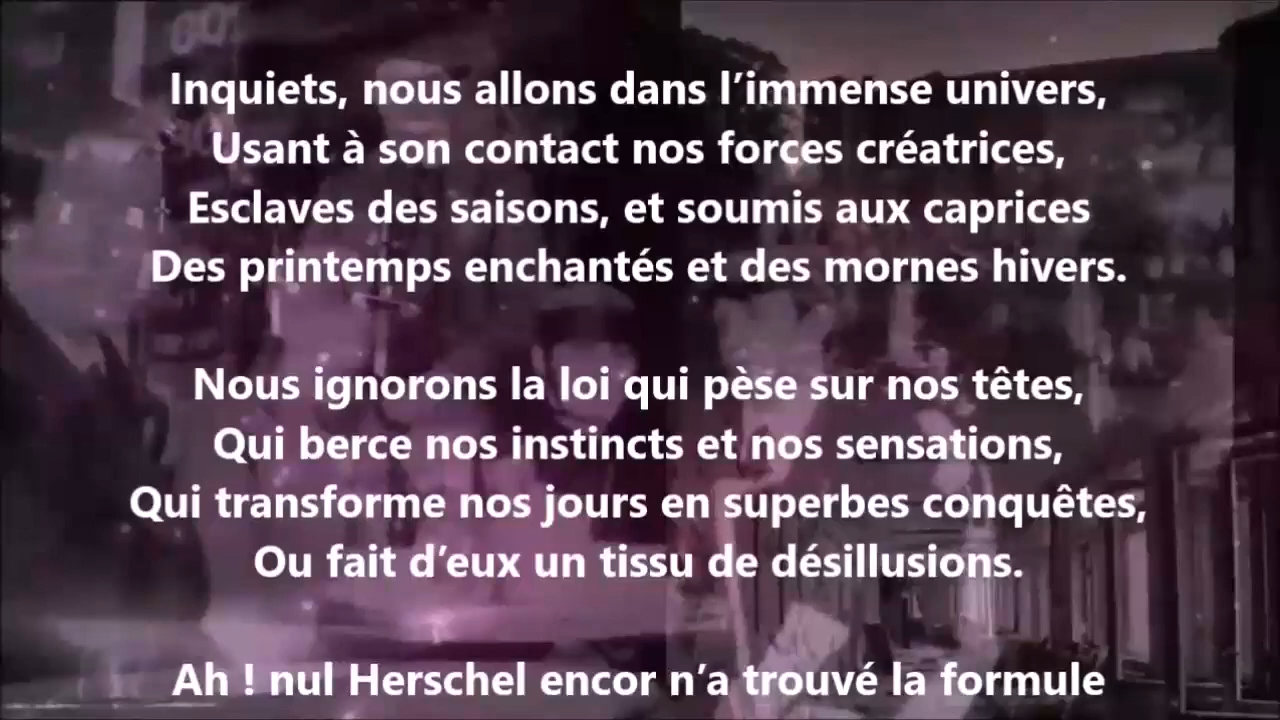 Inquiets, nous allons dans l’immense univers,
Usant à son contact nos forces créatrices,
Esclaves des saisons, et soumis aux caprices
Des printemps enchantés et des mornes hivers.
Nous ignorons la loi qui pèse sur nos têtes,
Qui berce nos instincts et nos sensations,
Qui transforme nos jours en superbes conquêtes,
Ou fait d’eux un tissu de désillusions.
Ah ! nul Herschel encor n’a trouvé la formule